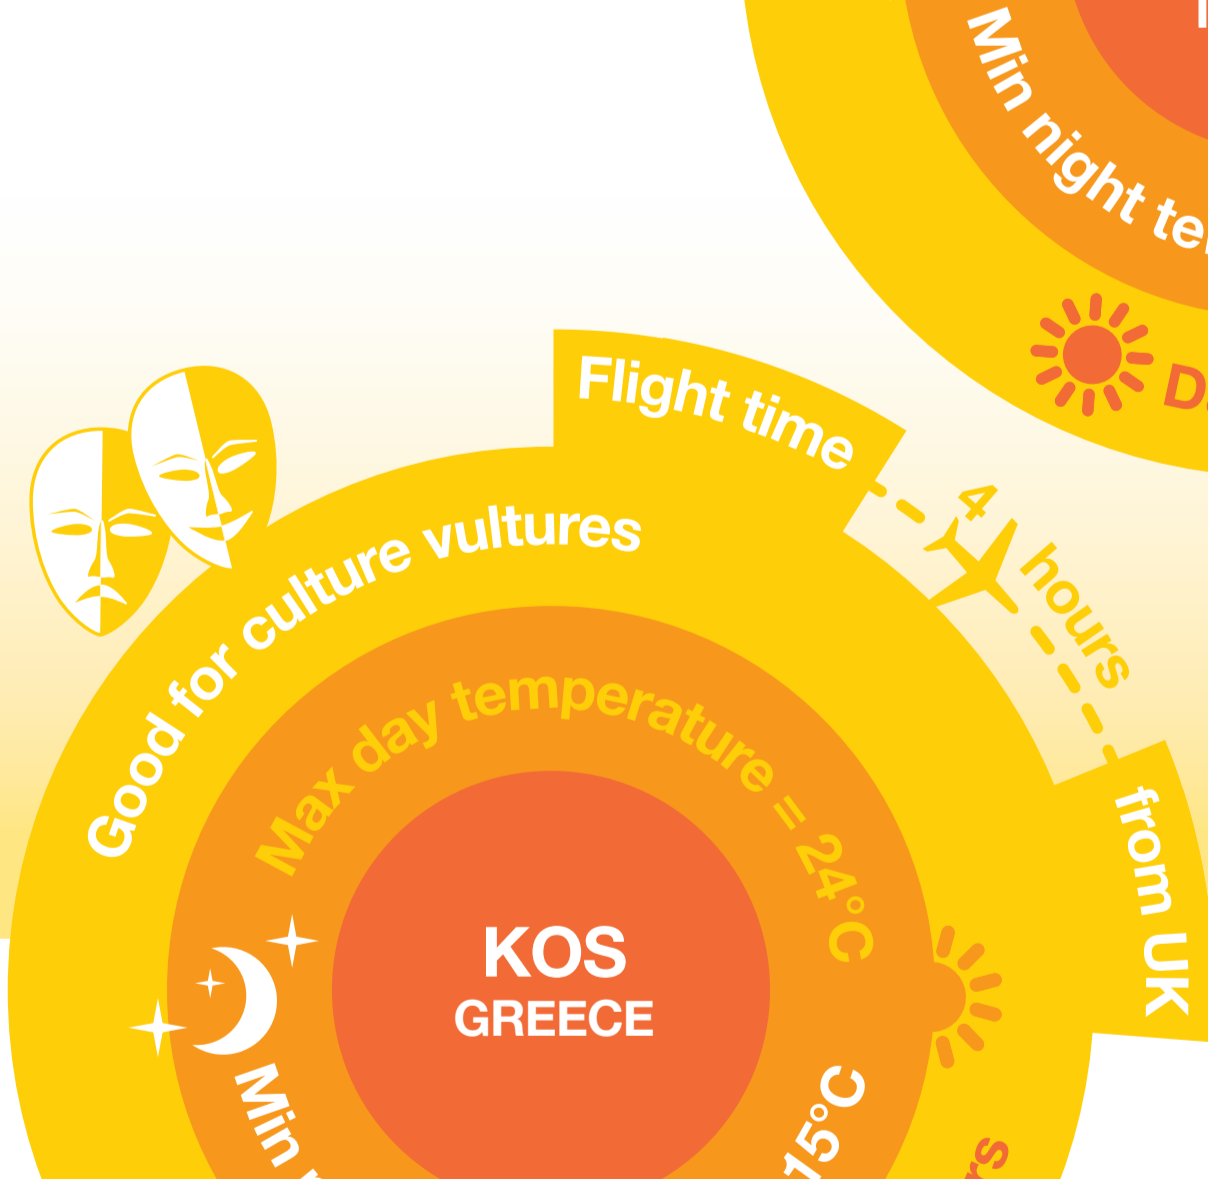 Min night
Flight time
4 hours
from UK
Good for culture vultures
Max day temperature = 24°C
KOS
GREECE
Min
15°C